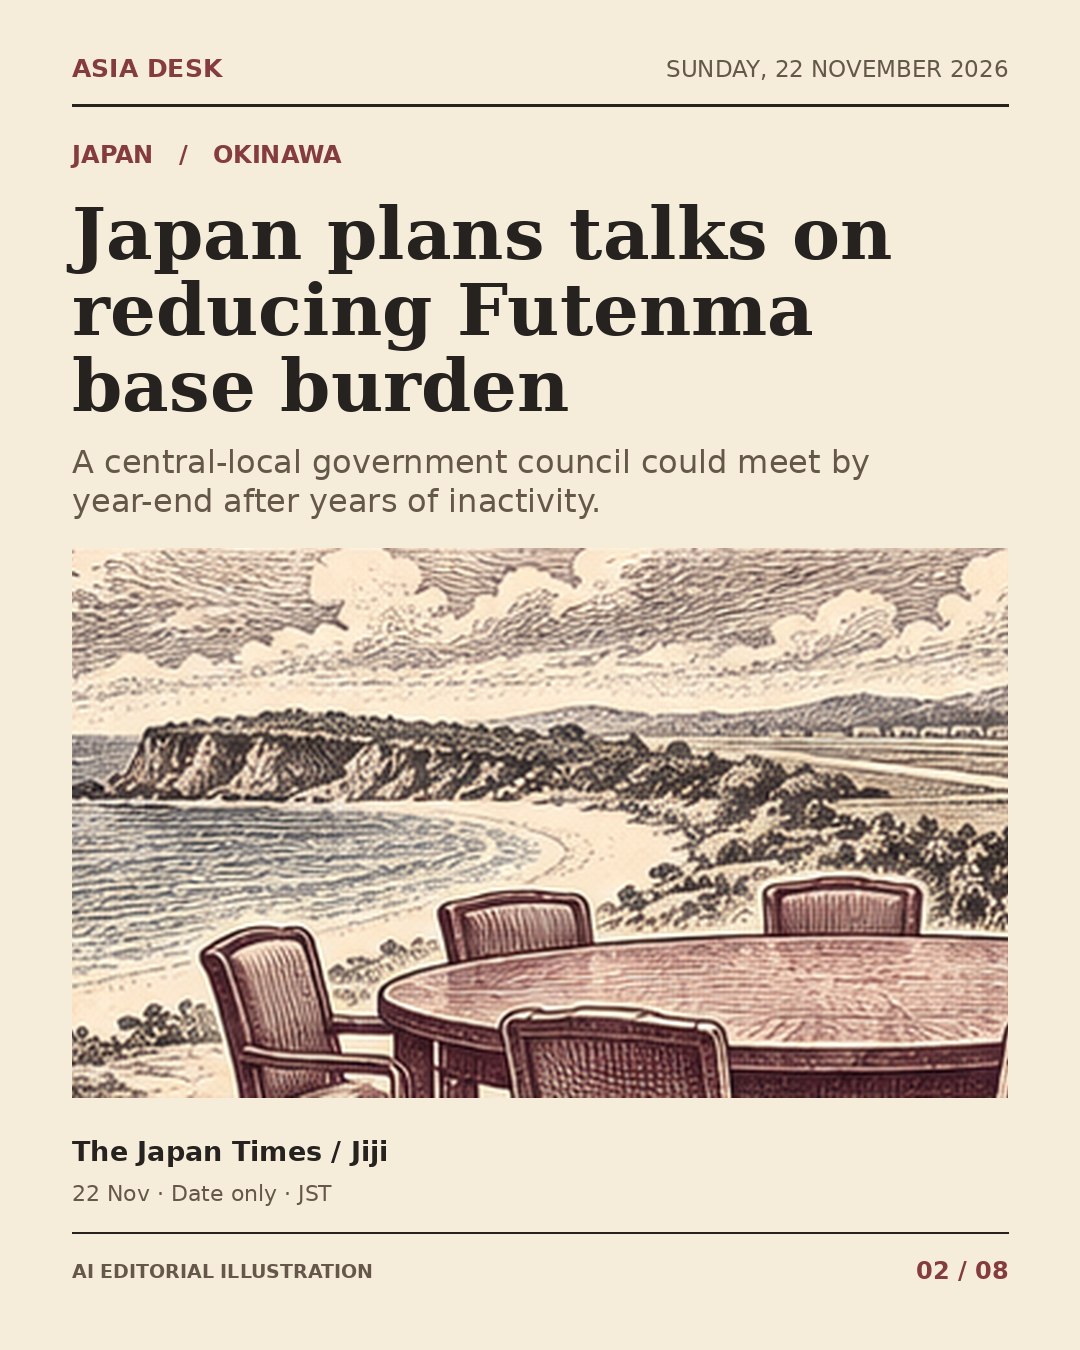 ASIA DESK
SUNDAY, 22 NOVEMBER 2026
JAPAN / OKINAWA
Japan plans talks on
reducing Futenma
base burden
A central-local government council could meet by
year-end after years of inactivity.
The Japan Times / Jiji
22 Nov · Date only · JST
AI EDITORIAL ILLUSTRATION
02 / 08